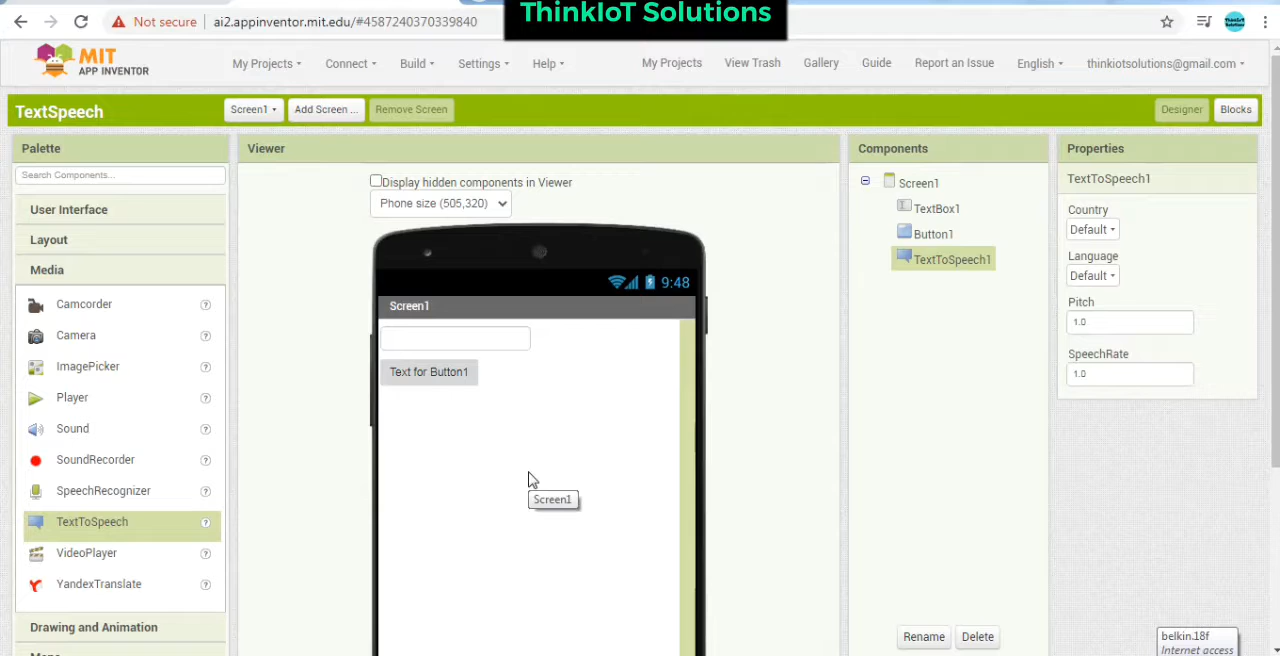 ThinkIoT Solutions
Not secure
ai2.appinventor.mit.edu/#4587240370339840
MIT
APP INVENTOR
My Projects
Connect
Build
Settings
Help
My Projects
View Trash
Gallery
Guide
Report an Issue
English
thinkiotsolutions@gmail.com
TextSpeech
Screen1
Add Screen ...
Remove Screen
Designer
Blocks
Palette
Search Components...
User Interface
Layout
Media
Camcorder
Camera
ImagePicker
Player
Sound
SoundRecorder
SpeechRecognizer
TextToSpeech
VideoPlayer
YandexTranslate
Drawing and Animation
Viewer
Display hidden components in Viewer
Phone size (505,320)
9:48
Screen1
Text for Button1
Screen1
Components
Screen1
TextBox1
Button1
TextToSpeech1
Rename
Delete
Properties
TextToSpeech1
Country
Default
Language
Default
Pitch
1.0
SpeechRate
1.0
belkin.18f
Internet access